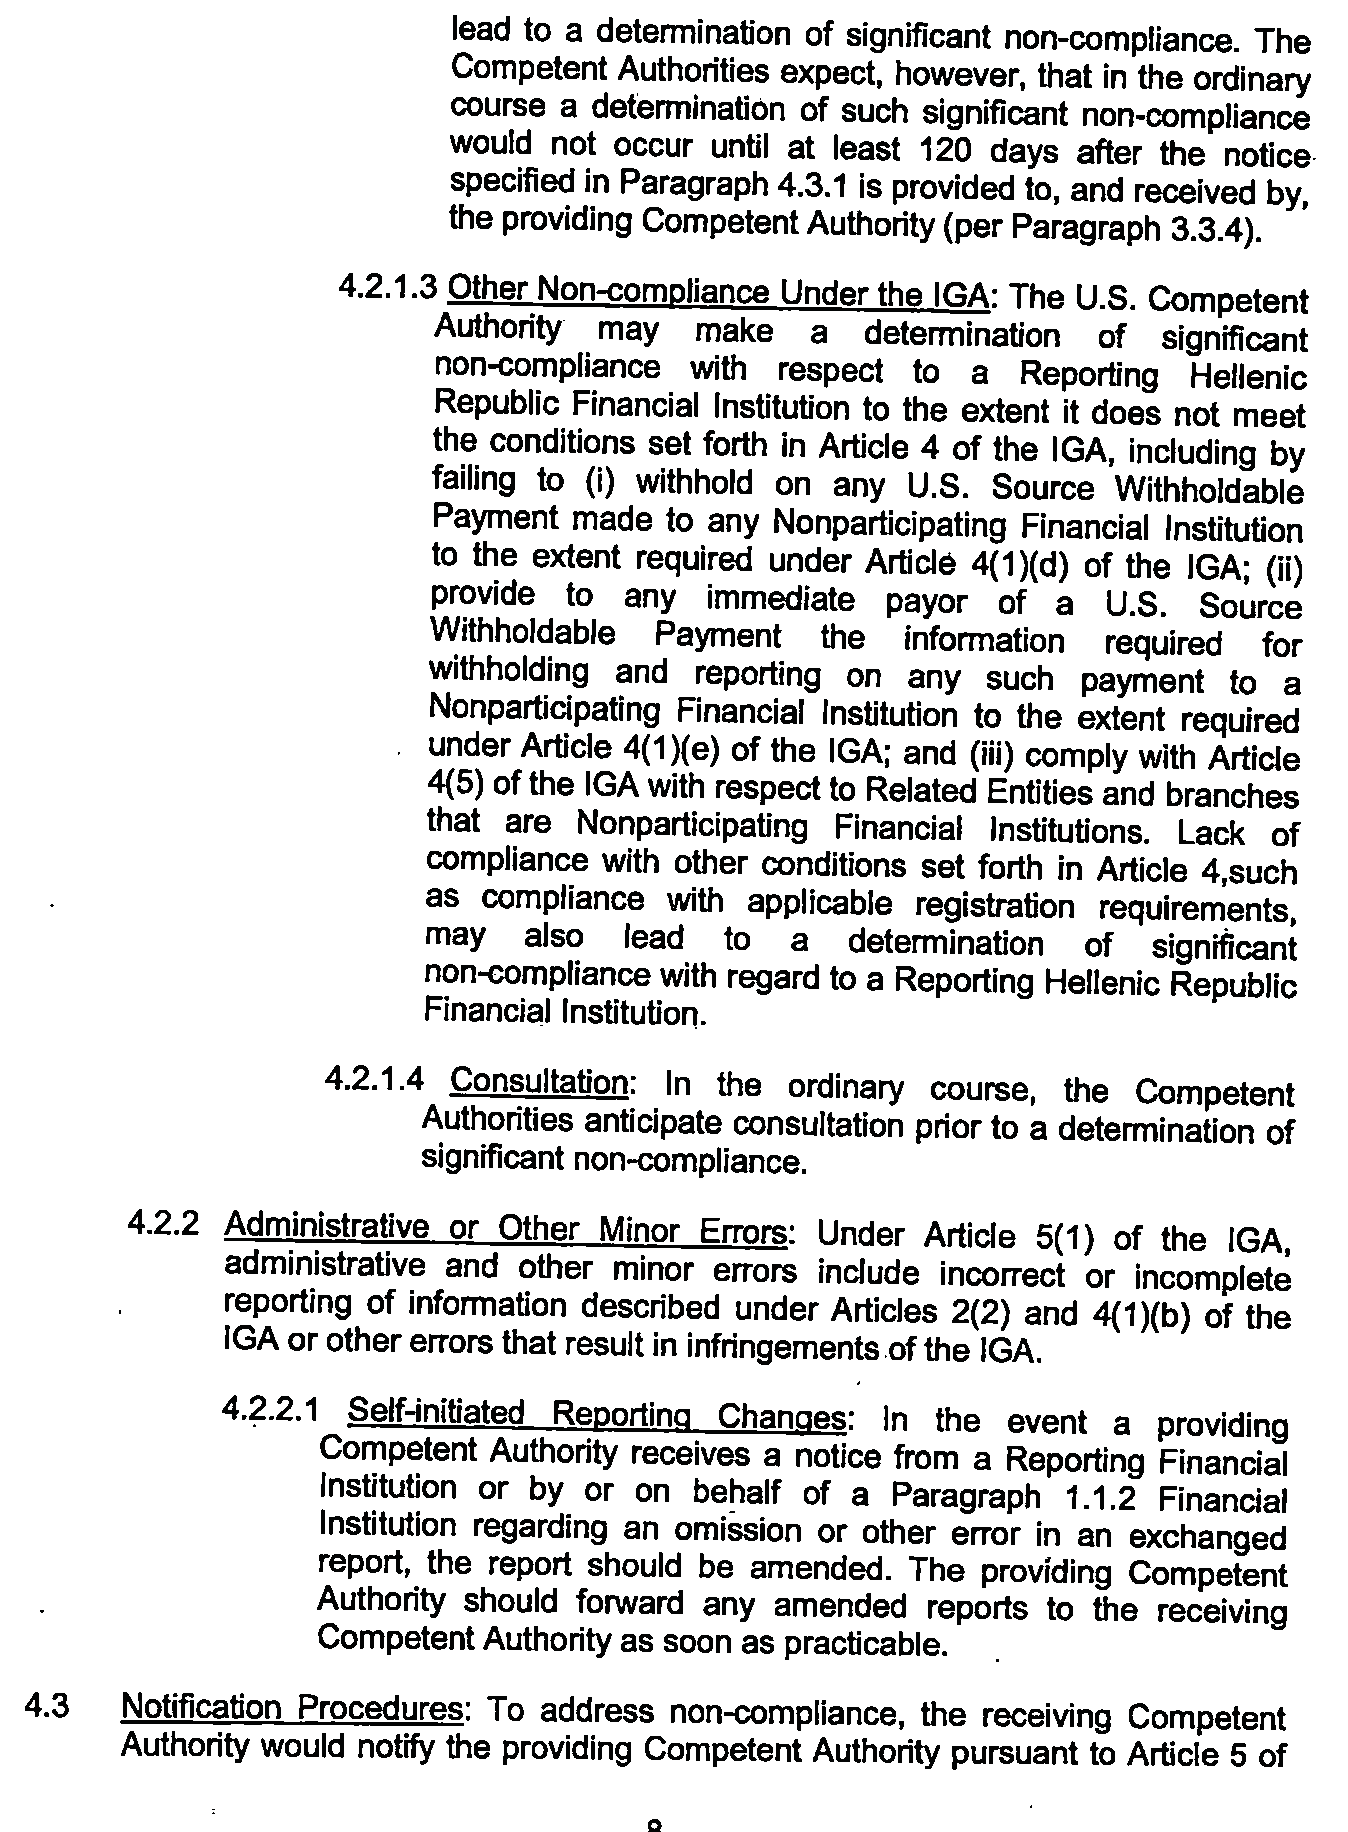 lead to a determination of significant non-compliance. The
Competent Authorities expect, however, that in the ordinary
course a determination of such significant non-compliance
would not occur until at least 120 days after the notice
specified in Paragraph 4.3.1 is provided to, and received by,
the providing Competent Authority (per Paragraph 3.3.4).
4.2.1.3 Other Non-compliance Under the IGA: The U.S. Competent
Authority may make a determination of significant
non-compliance with respect to a Reporting Hellenic
Republic Financial Institution to the extent it does not meet
the conditions set forth in Article 4 of the IGA, including by
failing to (i) withhold on any U.S. Source Withholdable
Payment made to any Nonparticipating Financial Institution
to the extent required under Article 4(1)(d) of the IGA; (ii)
provide to any immediate payor of a U.S. Source
Withholdable Payment the information required for
withholding and reporting on any such payment to a
Nonparticipating Financial Institution to the extent required
under Article 4(1)(e) of the IGA; and (iii) comply with Article
4(5) of the IGA with respect to Related Entities and branches
that are Nonparticipating Financial Institutions. Lack of
compliance with other conditions set forth in Article 4,such
as compliance with applicable registration requirements,
may also lead to a determination of significant
non-compliance with regard to a Reporting Hellenic Republic
Financial Institution.
4.2.1.4 Consultation: In the ordinary course, the Competent
Authorities anticipate consultation prior to a determination of
significant non-compliance.
4.2.2 Administrative or Other Minor Errors: Under Article 5(1) of the IGA,
administrative and other minor errors include incorrect or incomplete
reporting of information described under Articles 2(2) and 4(1)(b) of the
IGA or other errors that result in infringements of the IGA.
4.2.2.1 Self-initiated Reporting Changes: In the event a providing
Competent Authority receives a notice from a Reporting Financial
Institution or by or on behalf of a Paragraph 1.1.2 Financial
Institution regarding an omission or other error in an exchanged
report, the report should be amended. The providing Competent
Authority should forward any amended reports to the receiving
Competent Authority as soon as practicable.
4.3 Notification Procedures: To address non-compliance, the receiving Competent
Authority would notify the providing Competent Authority pursuant to Article 5 of
8